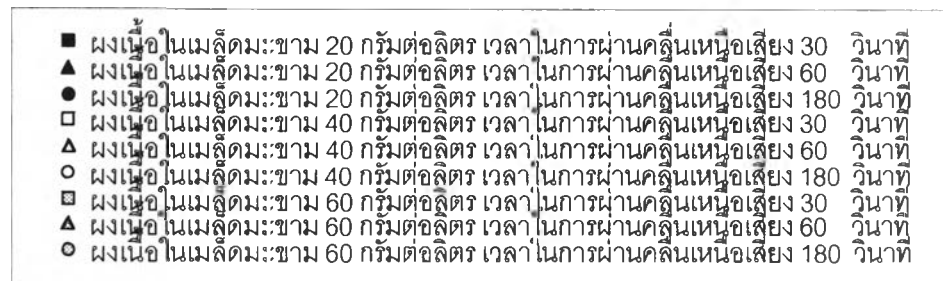 ■ ผงเนื้อในเมล็ดมะขาม 20 กรัมต่อลิตร เวลาในการผ่านคลื่นเหนือเสียง 30 วินาที
▲ ผงเนื้อในเมล็ดมะขาม 20 กรัมต่อลิตร เวลาในการผ่านคลื่นเหนือเสียง 60 วินาที
● ผงเนื้อในเมล็ดมะขาม 20 กรัมต่อลิตร เวลาในการผ่านคลื่นเหนือเสียง 180 วินาที
□ ผงเนื้อในเมล็ดมะขาม 40 กรัมต่อลิตร เวลาในการผ่านคลื่นเหนือเสียง 30 วินาที
△ ผงเนื้อในเมล็ดมะขาม 40 กรัมต่อลิตร เวลาในการผ่านคลื่นเหนือเสียง 60 วินาที
○ ผงเนื้อในเมล็ดมะขาม 40 กรัมต่อลิตร เวลาในการผ่านคลื่นเหนือเสียง 180 วินาที
ผงเนื้อในเมล็ดมะขาม 60 กรัมต่อลิตร เวลาในการผ่านคลื่นเหนือเสียง 30 วินาที
ผงเนื้อในเมล็ดมะขาม 60 กรัมต่อลิตร เวลาในการผ่านคลื่นเหนือเสียง 60 วินาที
ผงเนื้อในเมล็ดมะขาม 60 กรัมต่อลิตร เวลาในการผ่านคลื่นเหนือเสียง 180 วินาที